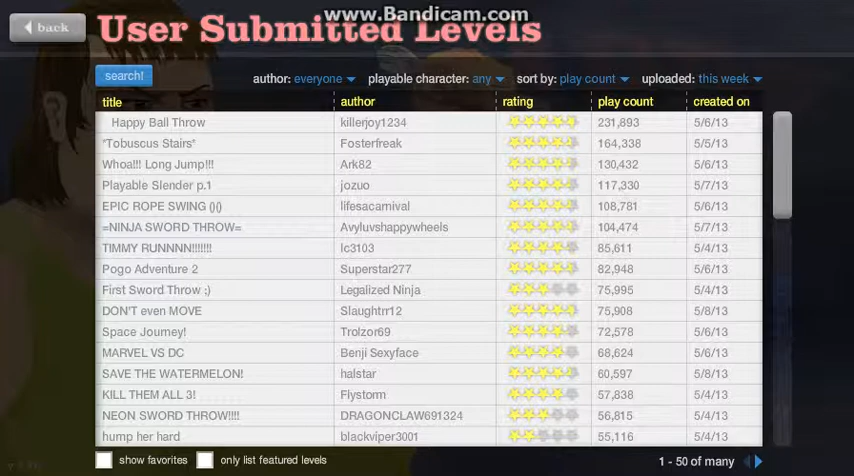 www.Bandicam.com
back
User Submitted Levels
search!
author: everyone playable character: any sort by: play count uploaded: this week
title author rating play count created on
Happy Ball Throw killerjoy1234 231,893 5/6/13
"Tobuscus Stairs" Fosterfreak 164,338 5/5/13
Whoa!!! Long Jump!!! Ark82 130,432 5/6/13
Playable Slender p.1 jozuo 117,330 5/7/13
EPIC ROPE SWING ()() lifesacarnival 108,781 5/6/13
=NINJA SWORD THROW= Avyluvshappywheels 104,474 5/7/13
TIMMY RUNNNN!!!!!!!! lc3103 85,611 5/4/13
Pogo Adventure 2 Superstar277 82,948 5/6/13
First Sword Throw ;) Legalized Ninja 75,995 5/4/13
DON'T even MOVE Slaughtrr12 75,908 5/8/13
Space Journey! Trolzor69 72,578 5/6/13
MARVEL VS DC Benji Sexyface 68,624 5/6/13
SAVE THE WATERMELON! halstar 60,597 5/8/13
KILL THEM ALL 3! Flystorm 57,838 5/4/13
NEON SWORD THROW!!!! DRAGONCLAW691324 56,815 5/4/13
hump her hard blackviper3001 55,116 5/4/13
show favorites only list featured levels 1 - 50 of many